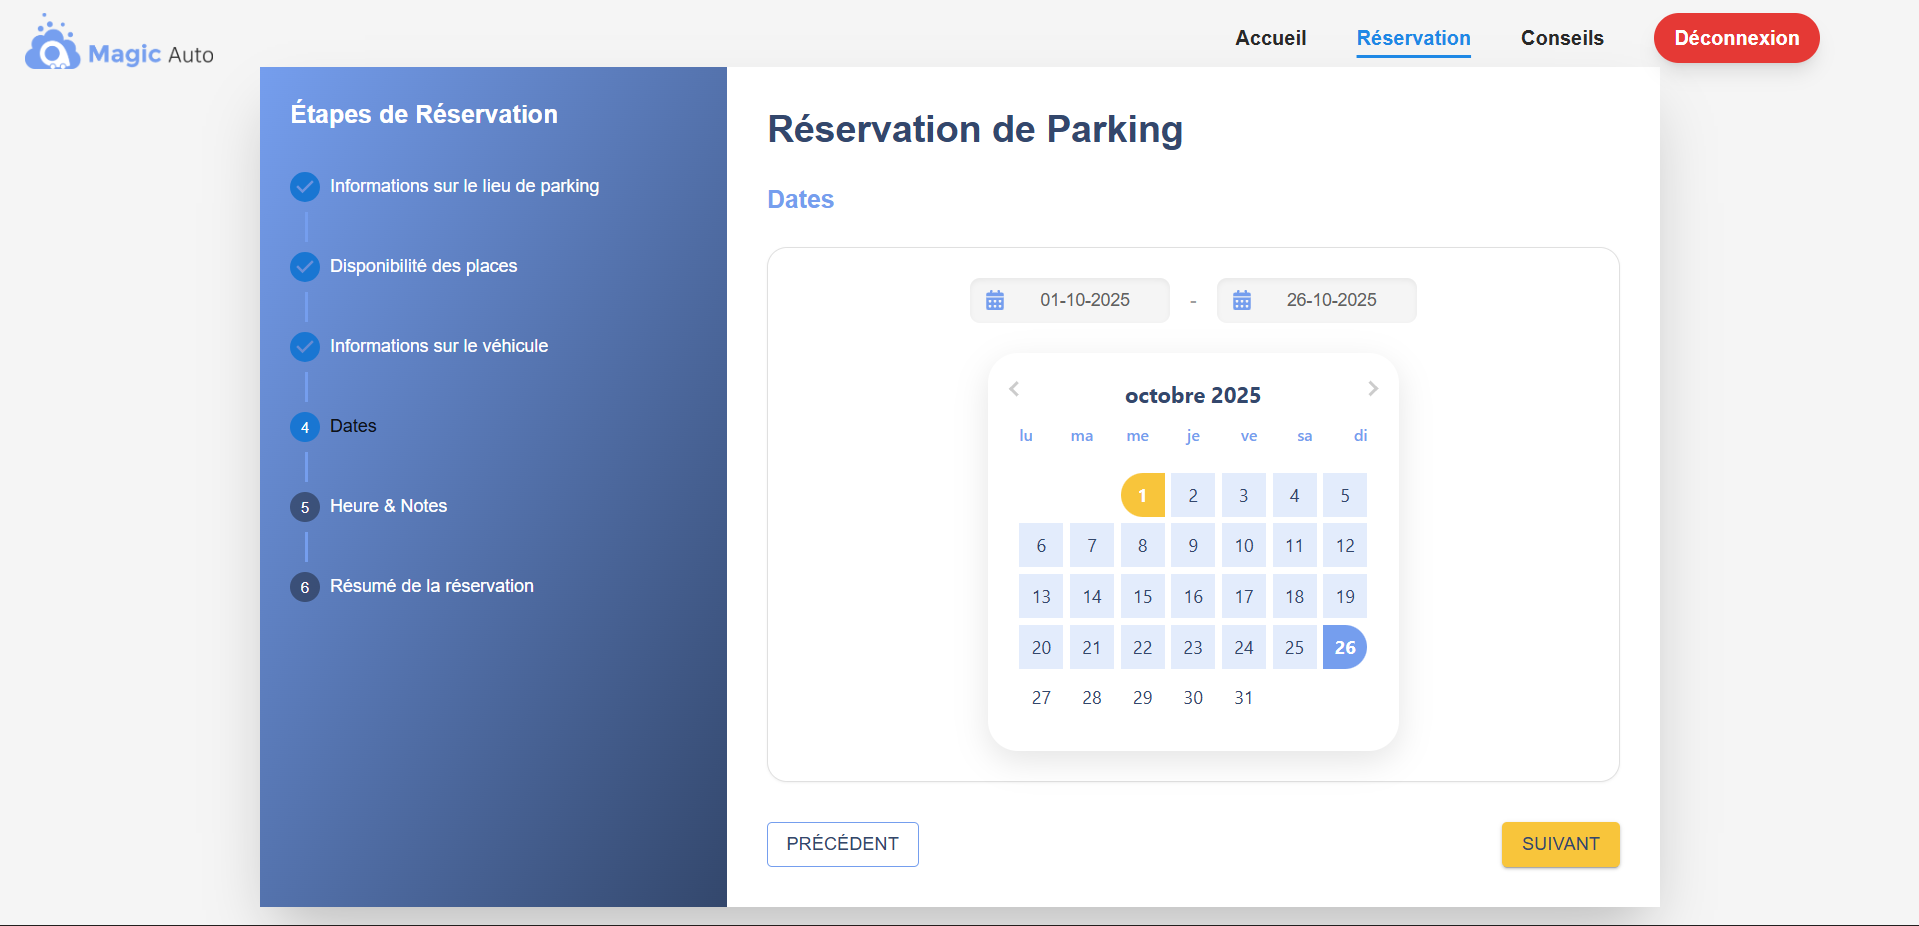 Magic Auto
Accueil
Réservation
Conseils
Déconnexion
Étapes de Réservation
Informations sur le lieu de parking
Disponibilité des places
Informations sur le véhicule
4 Dates
5 Heure & Notes
6 Résumé de la réservation
Réservation de Parking
Dates
01-10-2025 - 26-10-2025
octobre 2025
lu ma me je ve sa di
1 2 3 4 5
6 7 8 9 10 11 12
13 14 15 16 17 18 19
20 21 22 23 24 25 26
27 28 29 30 31
PRÉCÉDENT
SUIVANT